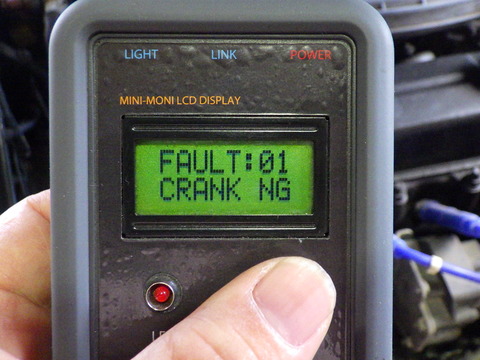 LIGHT LINK POWER
MINI-MONI LCD DISPLAY
FAULT:01
CRANK NG